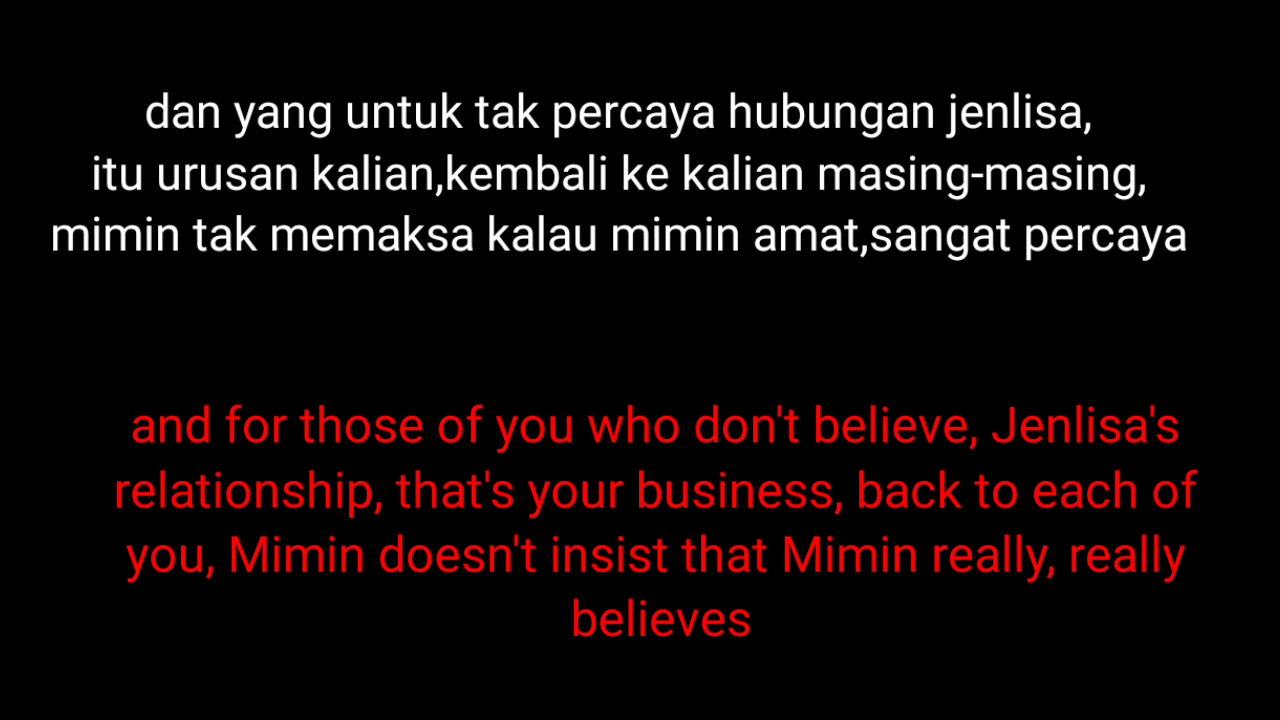 dan yang untuk tak percaya hubungan jenlisa,
itu urusan kalian,kembali ke kalian masing-masing,
mimin tak memaksa kalau mimin amat,sangat percaya
and for those of you who don't believe, Jenlisa's
relationship, that's your business, back to each of
you, Mimin doesn't insist that Mimin really, really
believes